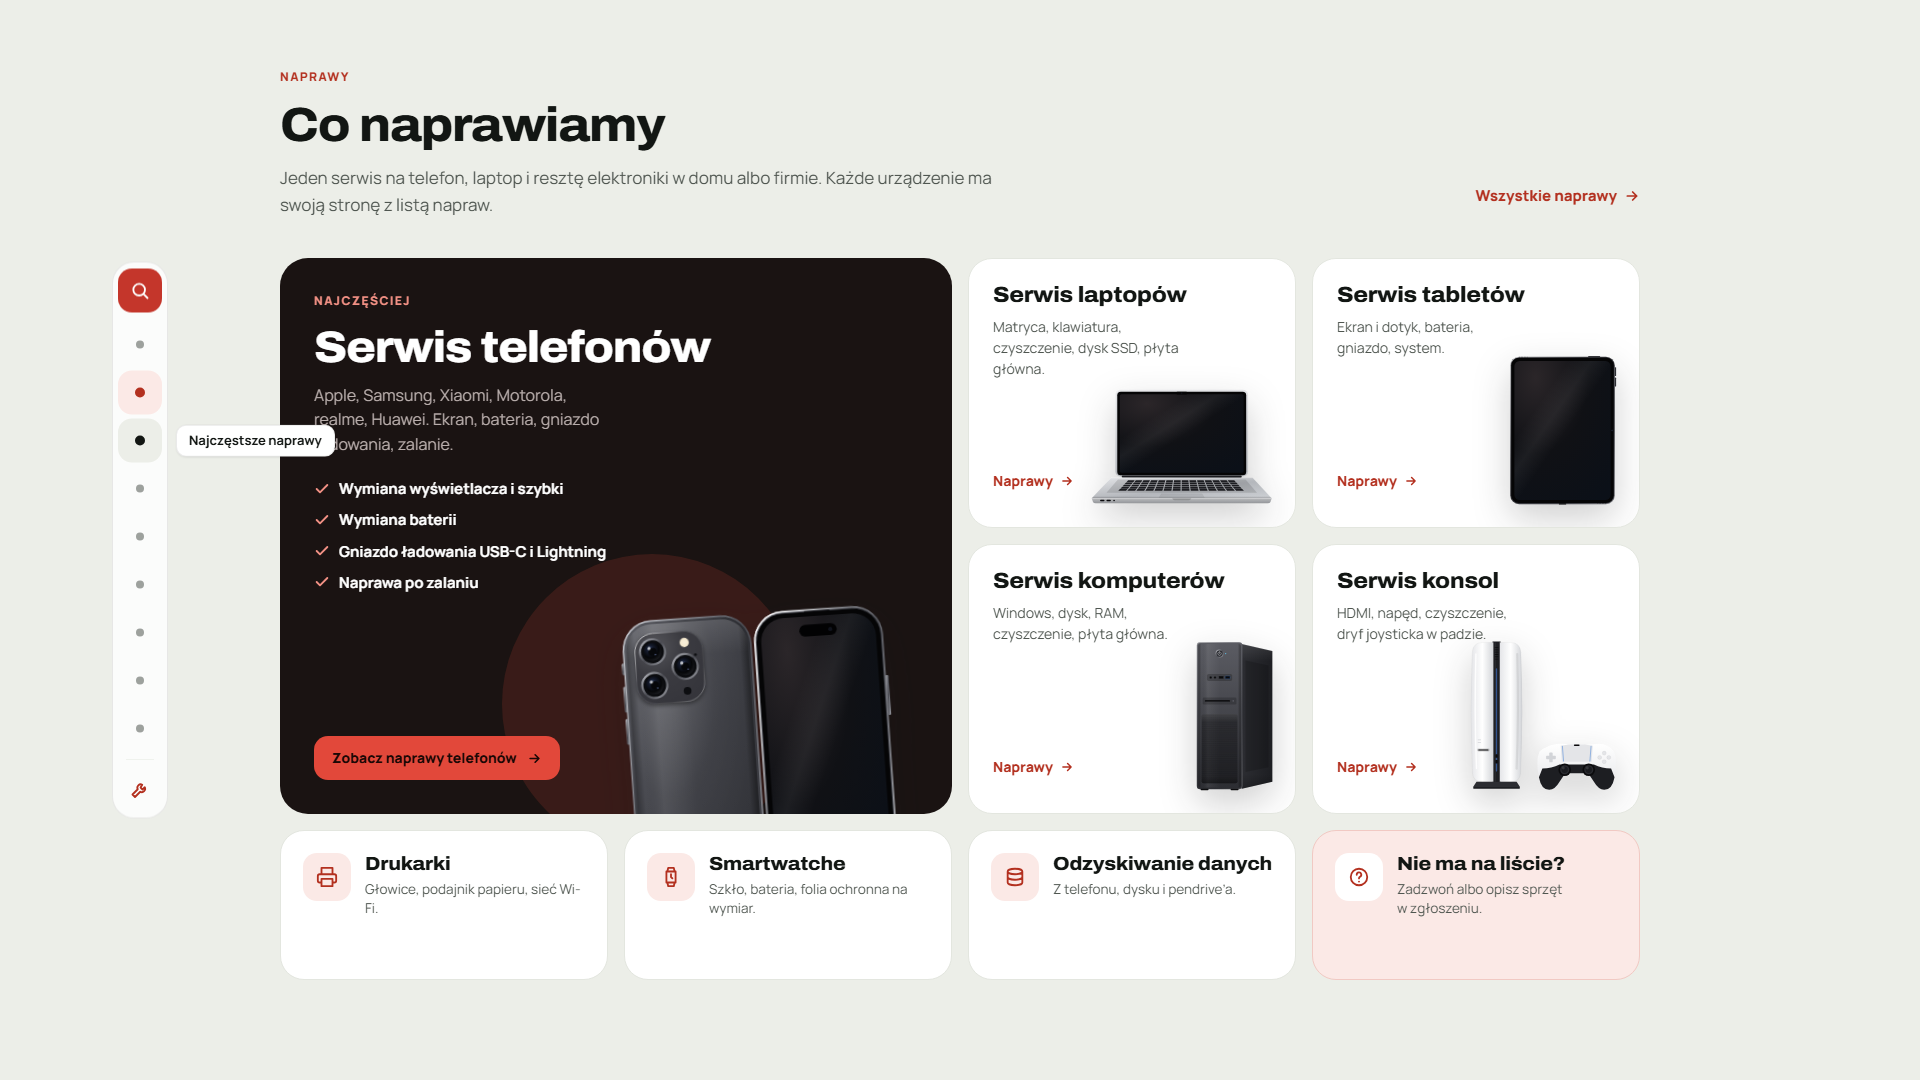 NAPRAWY
Co naprawiamy
Jeden serwis na telefon, laptop i resztę elektroniki w domu albo firmie. Każde urządzenie ma
swoją stronę z listą napraw.
Wszystkie naprawy
Najczęstsze naprawy
NAJCZĘŚCIEJ
Serwis telefonów
Apple, Samsung, Xiaomi, Motorola,
realme, Huawei. Ekran, bateria, gniazdo
dowania, zalanie.
Wymiana wyświetlacza i szybki
Wymiana baterii
Gniazdo ładowania USB-C i Lightning
Naprawa po zalaniu
Zobacz naprawy telefonów
Serwis laptopów
Matryca, klawiatura,
czyszczenie, dysk SSD, płyta
główna.
Naprawy
Serwis tabletów
Ekran i dotyk, bateria,
gniazdo, system.
Naprawy
Serwis komputerów
Windows, dysk, RAM,
czyszczenie, płyta główna.
Naprawy
Serwis konsol
HDMI, napęd, czyszczenie,
dryf joysticka w padzie.
Naprawy
Drukarki
Głowice, podajnik papieru, sieć Wi-
Fi.
Smartwatche
Szkło, bateria, folia ochronna na
wymiar.
Odzyskiwanie danych
Z telefonu, dysku i pendrive'a.
Nie ma na liście?
Zadzwoń albo opisz sprzęt
w zgłoszeniu.